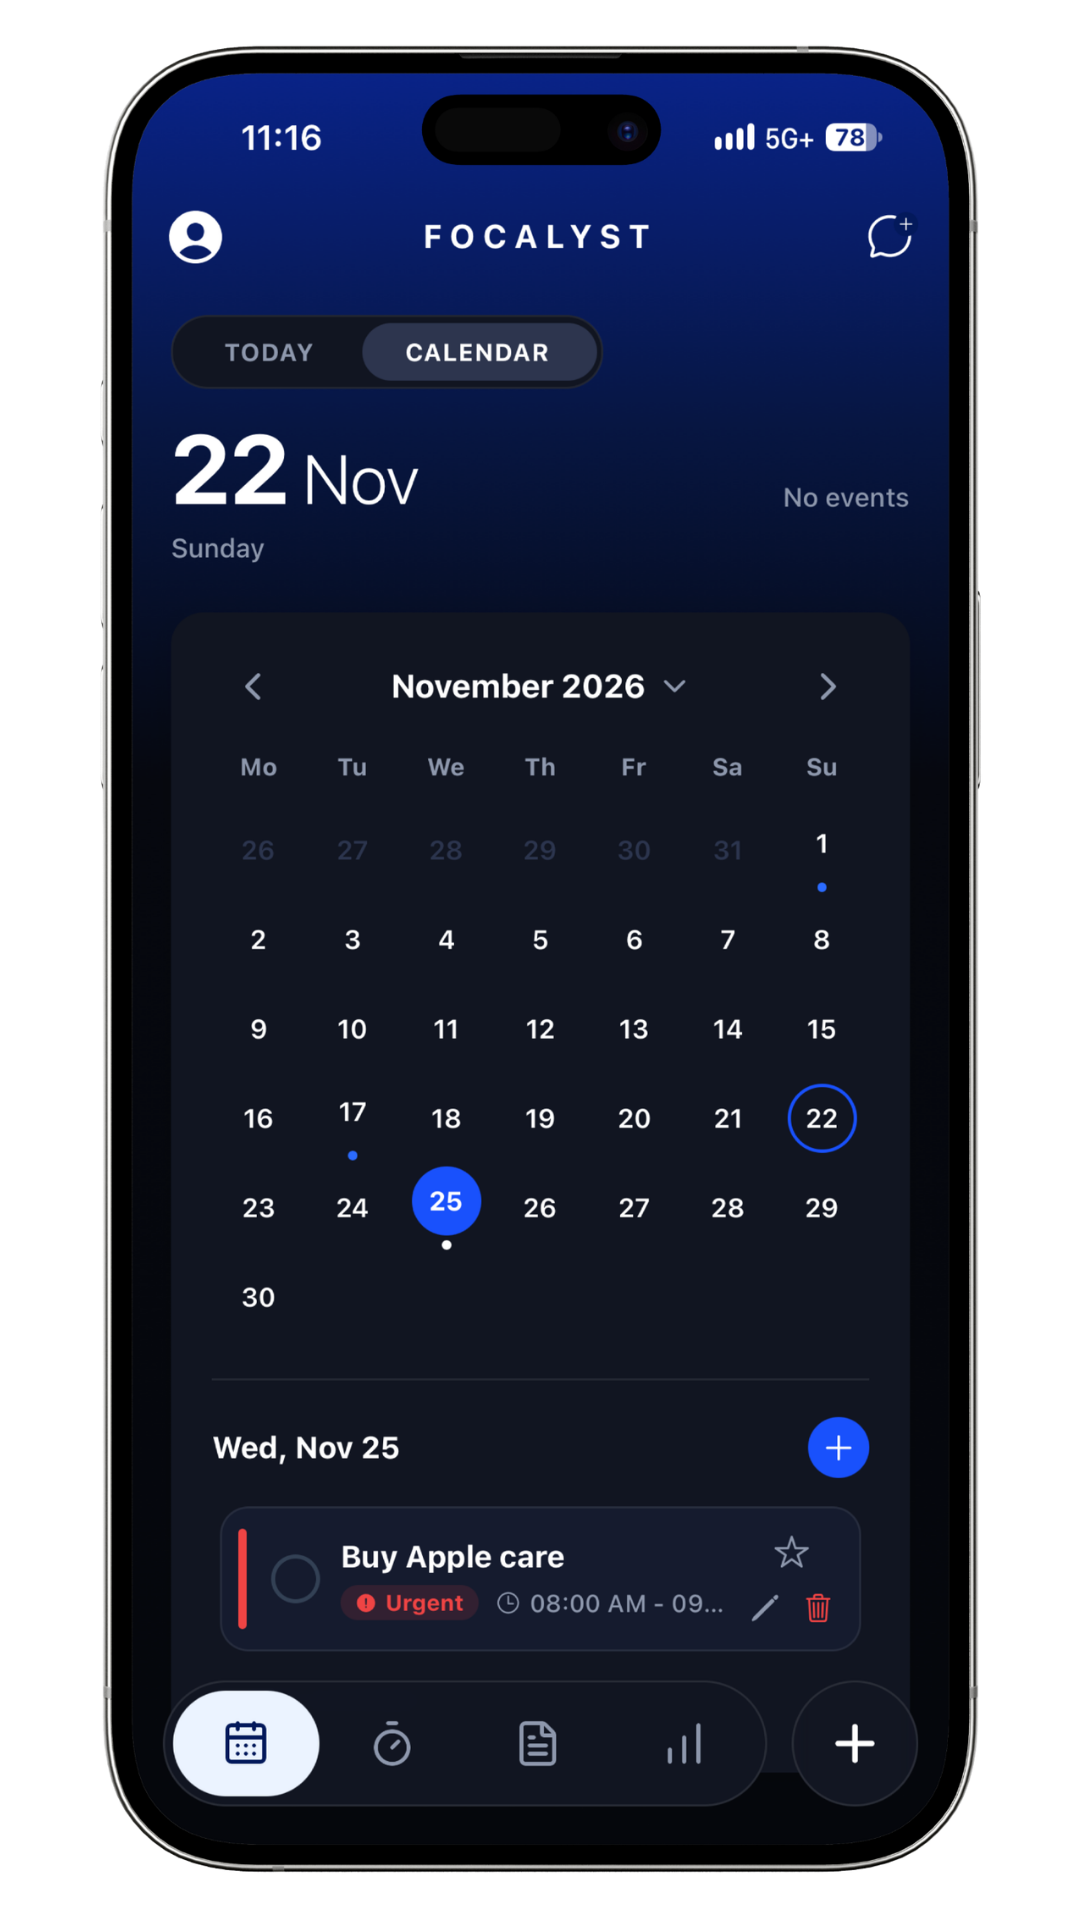 11:16 5G+ 78
FOCALYST
TODAY CALENDAR
22 Nov
No events
Sunday
November 2026
Mo Tu We Th Fr Sa Su
26 27 28 29 30 31 1
2 3 4 5 6 7 8
9 10 11 12 13 14 15
16 17 18 19 20 21 22
23 24 25 26 27 28 29
30
Wed, Nov 25
Buy Apple care
Urgent 08:00 AM - 09...